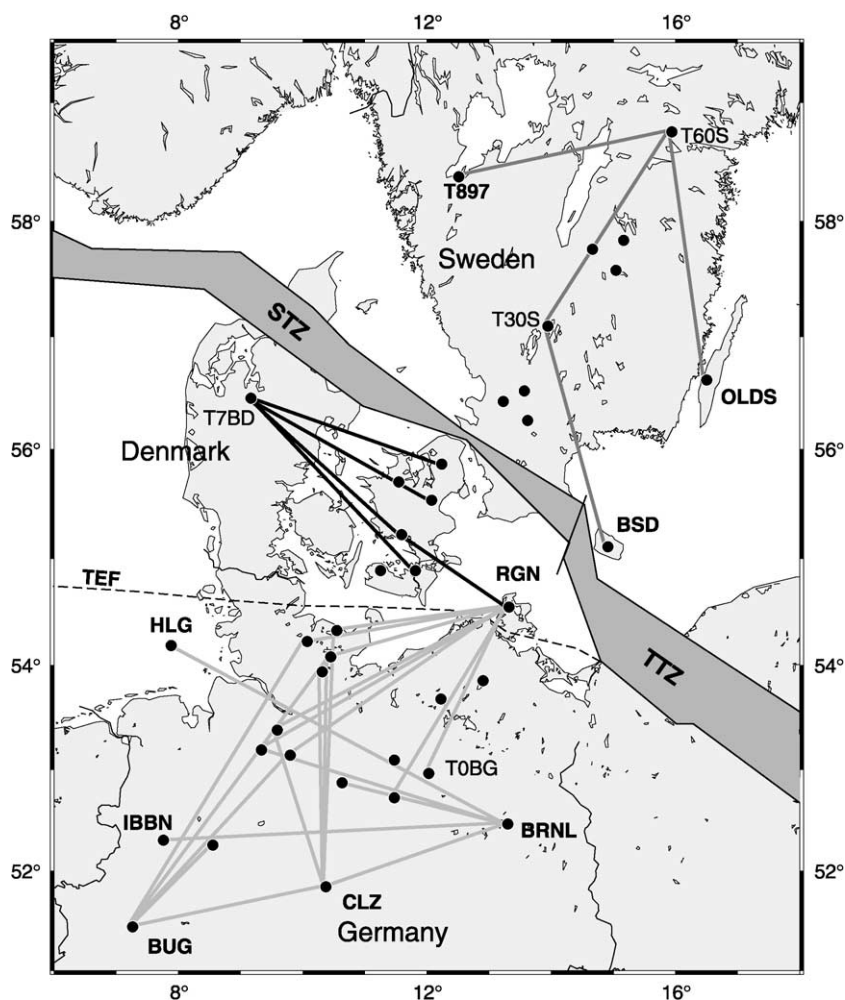 8° 12° 16°
T60S
T897
58° 58°
Sweden
STZ
T30S
OLDS
T7BD
56° 56°
Denmark
BSD
RGN
TEF
HLG
54° 54°
TTZ
T0BG
IBBN
BRNL
52° 52°
CLZ
Germany
BUG
8° 12° 16°